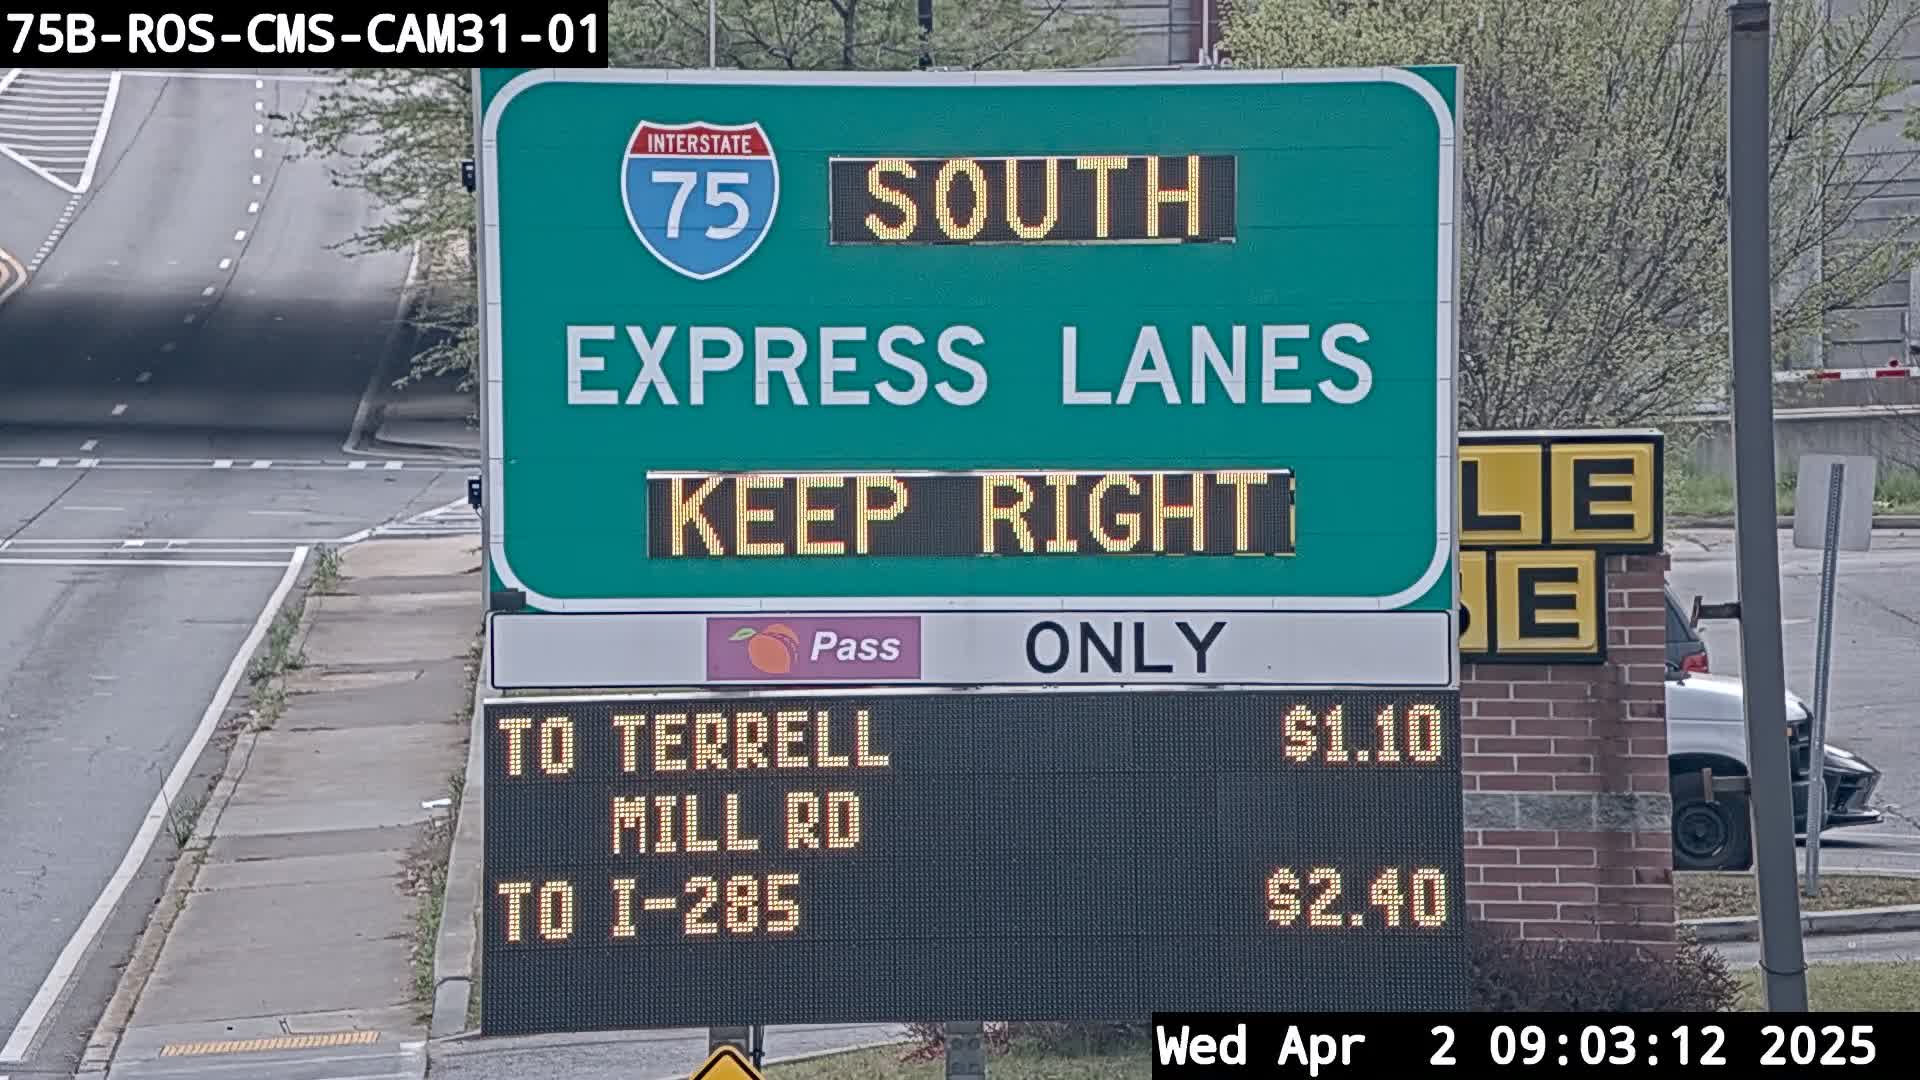 75B-ROS-CMS-CAM31-01
INTERSTATE
75
SOUTH
EXPRESS LANES
KEEP RIGHT
Pass ONLY
TO TERRELL $1.10
MILL RD
TO I-285 $2.40
LE
E
Wed Apr 2 09:03:12 2025